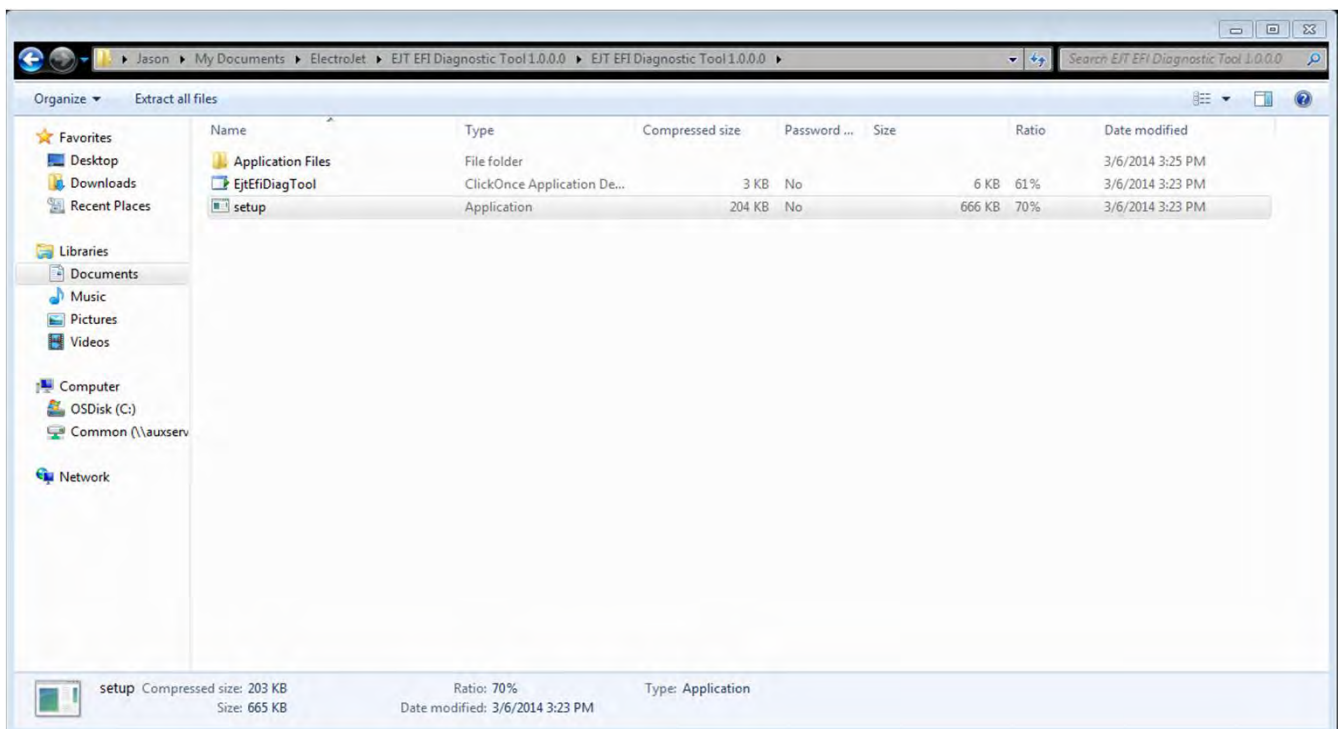 Jason My Documents ElectroJet EJT EFI Diagnostic Tool 1.0.0.0 EJT EFI Diagnostic Tool 1.0.0.0 Search EJT EFI Diagnostic Tool 1.0.0.0
Organize Extract all files
Favorites
Desktop
Downloads
Recent Places
Libraries
Documents
Music
Pictures
Videos
Computer
OSDisk (C:)
Common (\\auxserv
Network
Name Type Compressed size Password ... Size Ratio Date modified
Application Files File folder 3/6/2014 3:25 PM
EjtEfiDiagTool ClickOnce Application De... 3 KB No 6 KB 61% 3/6/2014 3:23 PM
setup Application 204 KB No 666 KB 70% 3/6/2014 3:23 PM
setup Compressed size: 203 KB Ratio: 70% Type: Application
Size: 665 KB Date modified: 3/6/2014 3:23 PM